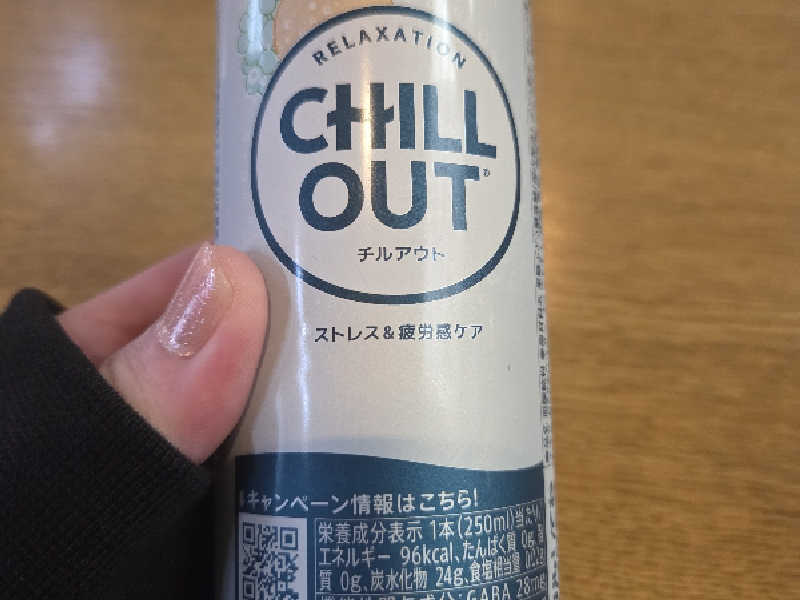 RELAXATION
CHILL
OUT
チルアウト
ストレス&疲労感ケア
キャンペーン情報はこちら!
栄養成分表示 1本(250ml)当たり
エネルギー 96kcal、たんぱく質 0g、
質 0g、炭水化物 24g、食塩相当量
GABA 28mg